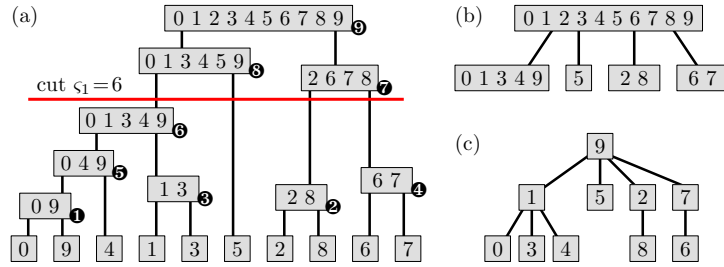 (a)
0 1 2 3 4 5 6 7 8 9
9
0 1 3 4 5 9
8
2 6 7 8
7
cut ς₁=6
0 1 3 4 9
6
0 4 9
5
1 3
3
6 7
4
0 9
1
2 8
2
0 9 4 1 3 5 2 8 6 7
(b)
0 1 2 3 4 5 6 7 8 9
0 1 3 4 9 5 2 8 6 7
(c)
9
1 5 2 7
0 3 4 8 6